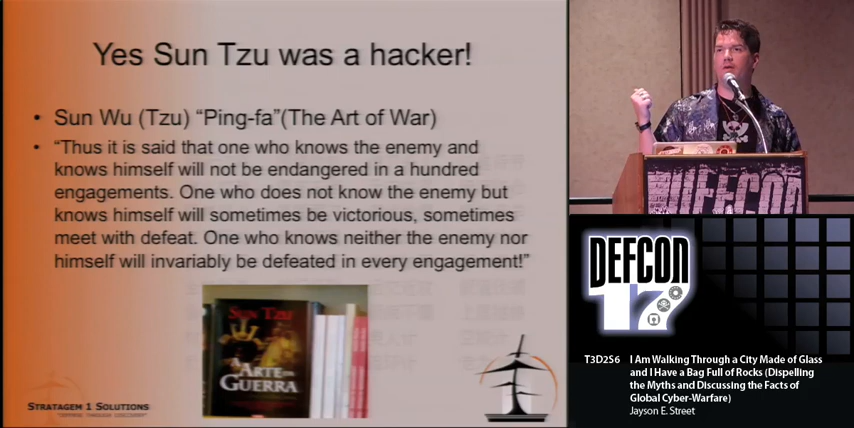 Yes Sun Tzu was a hacker!
• Sun Wu (Tzu) “Ping-fa”(The Art of War)
• “Thus it is said that one who knows the enemy and
knows himself will not be endangered in a hundred
engagements. One who does not know the enemy but
knows himself will sometimes be victorious, sometimes
meet with defeat. One who knows neither the enemy nor
himself will invariably be defeated in every engagement!”
SUN TZU
A ARTE DA
GUERRA
STRATAGEM 1 SOLUTIONS
DEFCON
DEFCON
17
T3D2S6 I Am Walking Through a City Made of Glass
and I Have a Bag Full of Rocks (Dispelling
the Myths and Discussing the Facts of
Global Cyber-Warfare)
Jayson E. Street